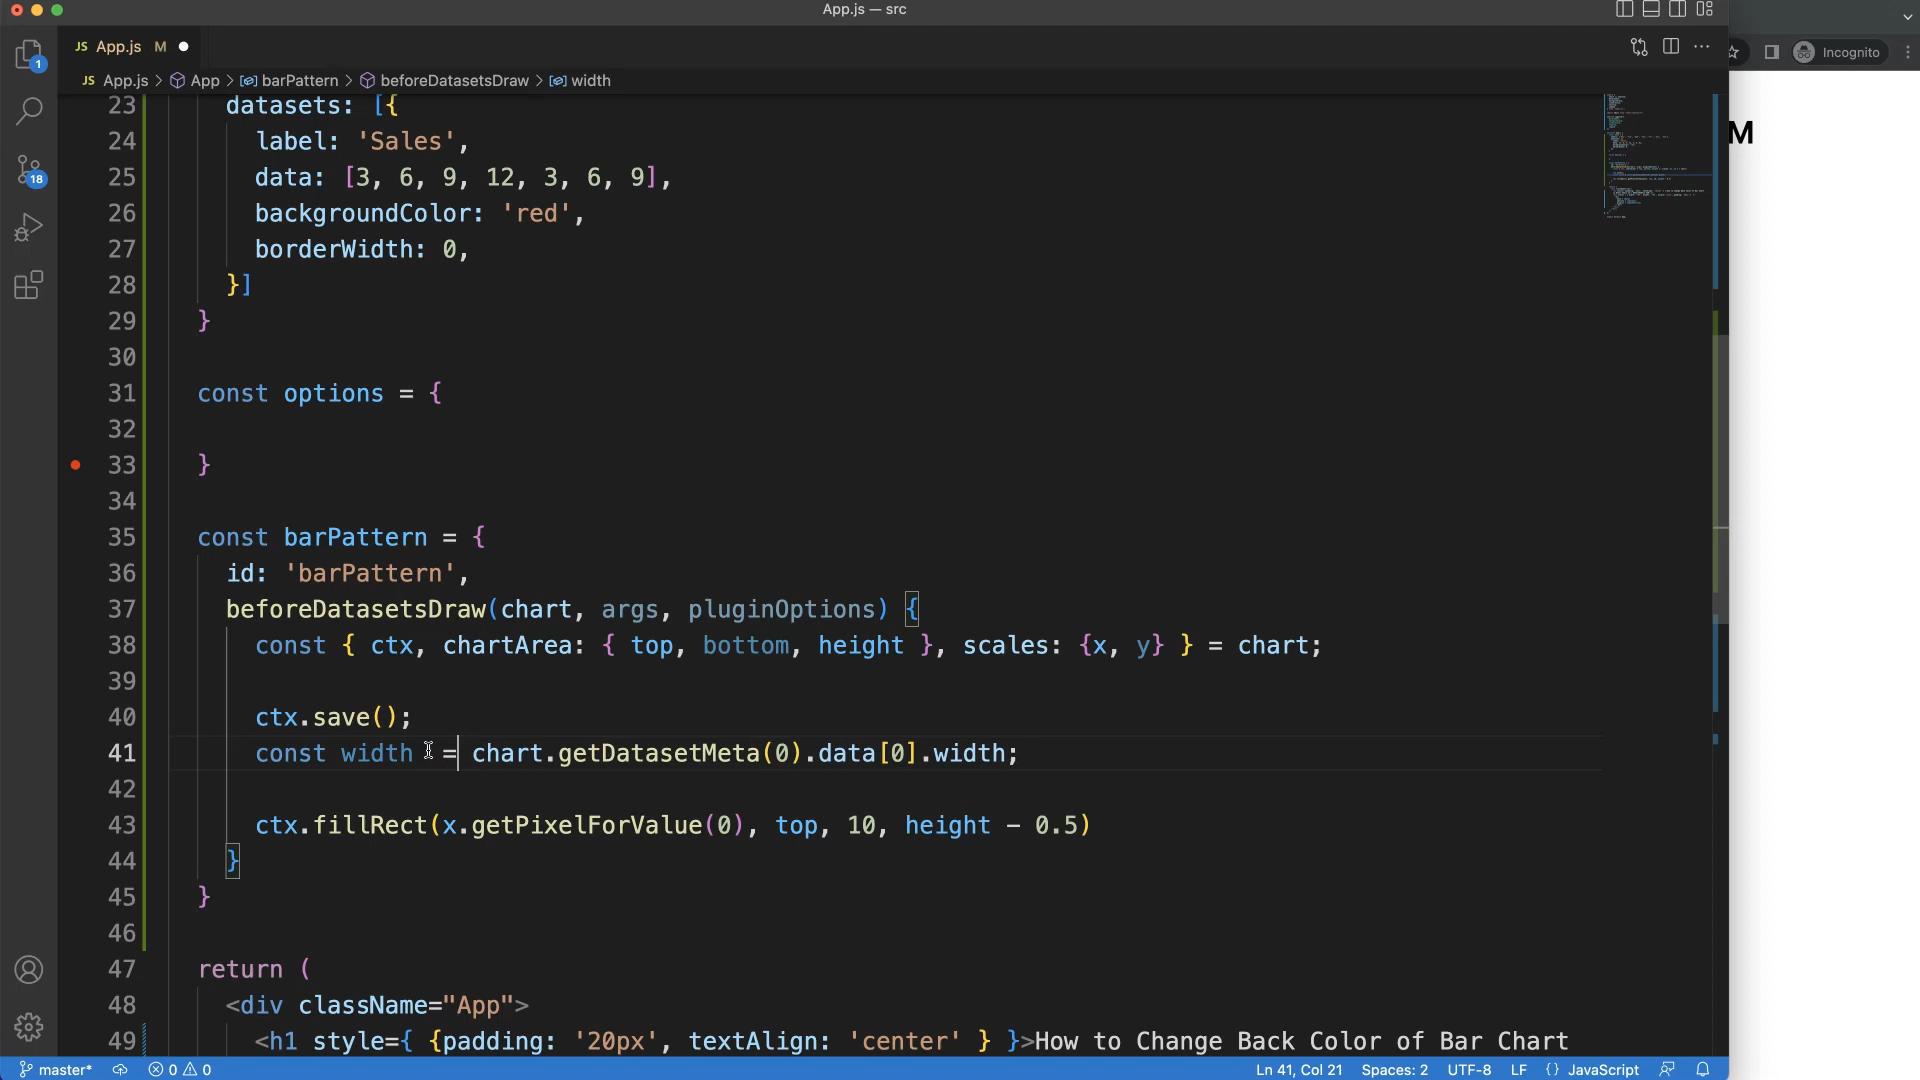 App.js — src
JS App.js M
Incognito
JS App.js > App > barPattern > beforeDatasetsDraw > width
1
18
M
23 datasets: [{
24 label: 'Sales',
25 data: [3, 6, 9, 12, 3, 6, 9],
26 backgroundColor: 'red',
27 borderWidth: 0,
28 }]
29 }
30
31 const options = {
32
33 }
34
35 const barPattern = {
36 id: 'barPattern',
37 beforeDatasetsDraw(chart, args, pluginOptions) {
38 const { ctx, chartArea: { top, bottom, height }, scales: {x, y} } = chart;
39
40 ctx.save();
41 const width = chart.getDatasetMeta(0).data[0].width;
42
43 ctx.fillRect(x.getPixelForValue(0), top, 10, height - 0.5)
44 }
45 }
46
47 return (
48 <div className="App">
49 <h1 style={ {padding: '20px', textAlign: 'center' } }>How to Change Back Color of Bar Chart
master* 0 0 Ln 41, Col 21 Spaces: 2 UTF-8 LF {} JavaScript